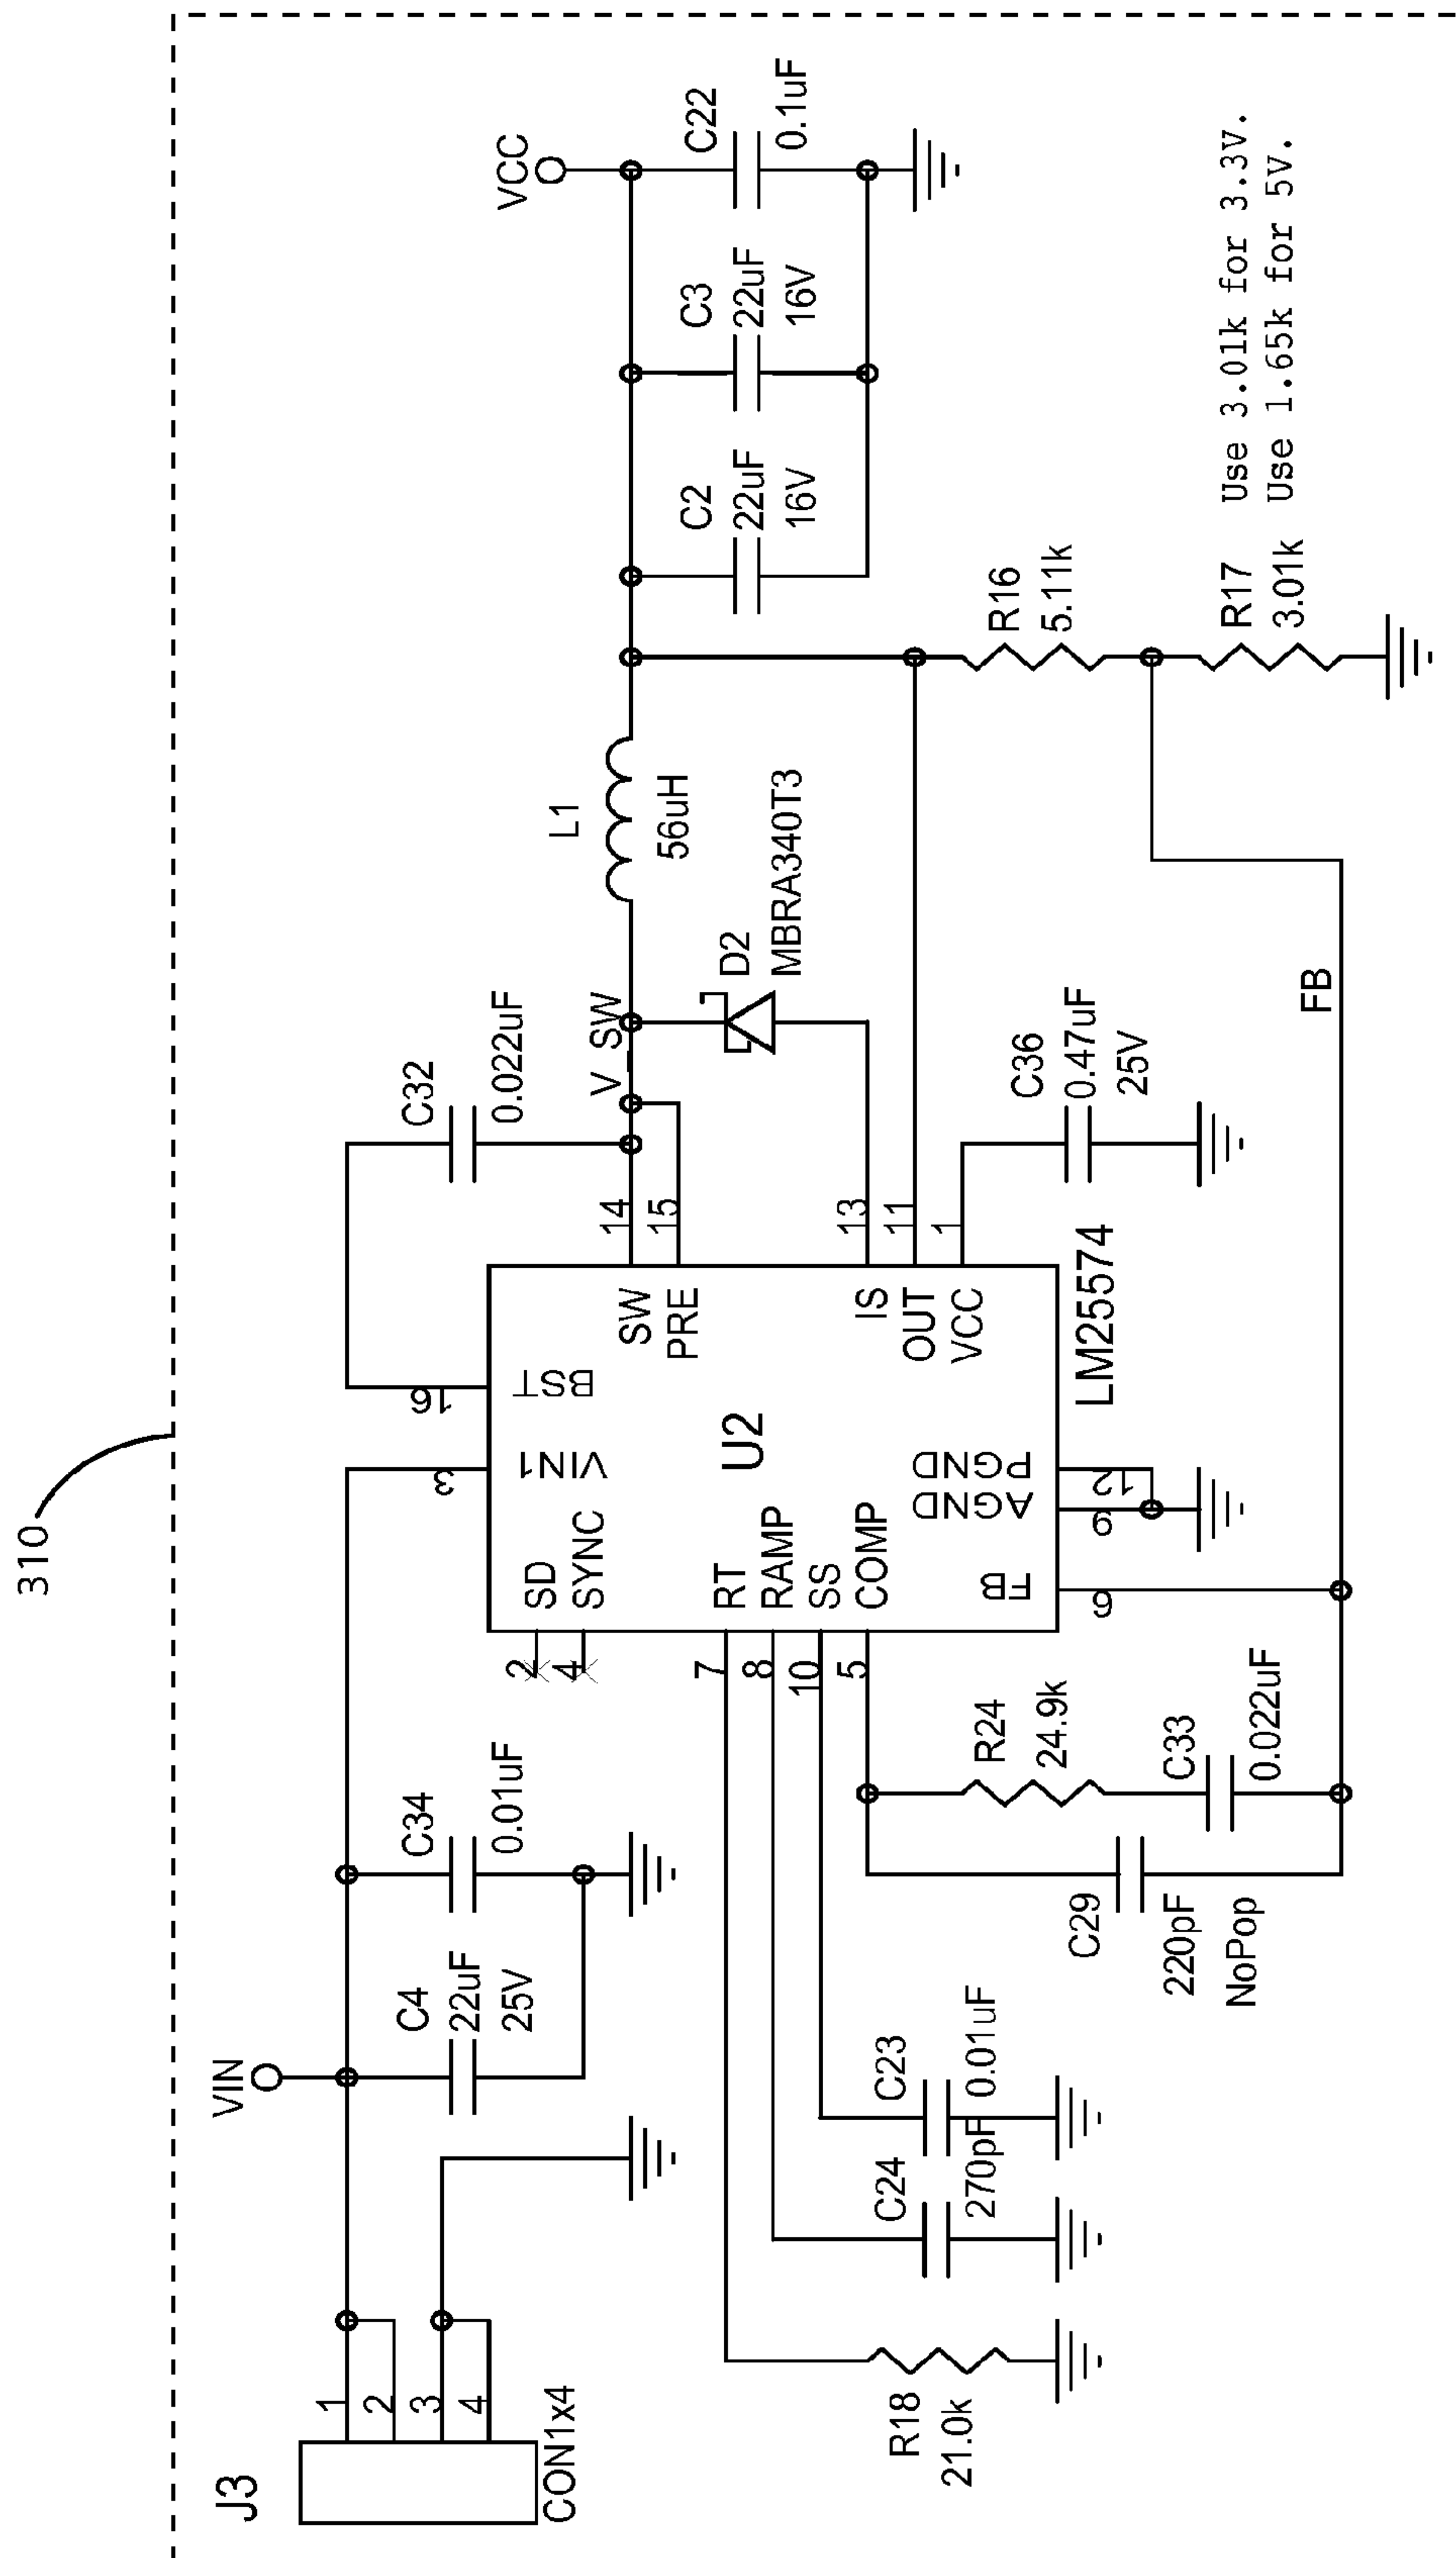 310
J3
CON1x4
1
2
3
4
VIN
C4
22uF
25V
C34
0.01uF
C32
0.022uF
V_SW
L1
56uH
VCC
C2
22uF
16V
C3
22uF
16V
C22
0.1uF
D2
MBRA340T3
U2
LM25574
3
VIN1
16
BST
2
SD
4
SYNC
7
RT
8
RAMP
10
SS
5
COMP
14
SW
15
PRE
13
IS
11
OUT
1
VCC
6
FB
9
AGND
12
PGND
C36
0.47uF
25V
R18
21.0k
C24
270pF
C23
0.01uF
C29
220pF
NoPop
R24
24.9k
C33
0.022uF
FB
R16
5.11k
R17
3.01k
Use 3.01k for 3.3V.
Use 1.65k for 5V.